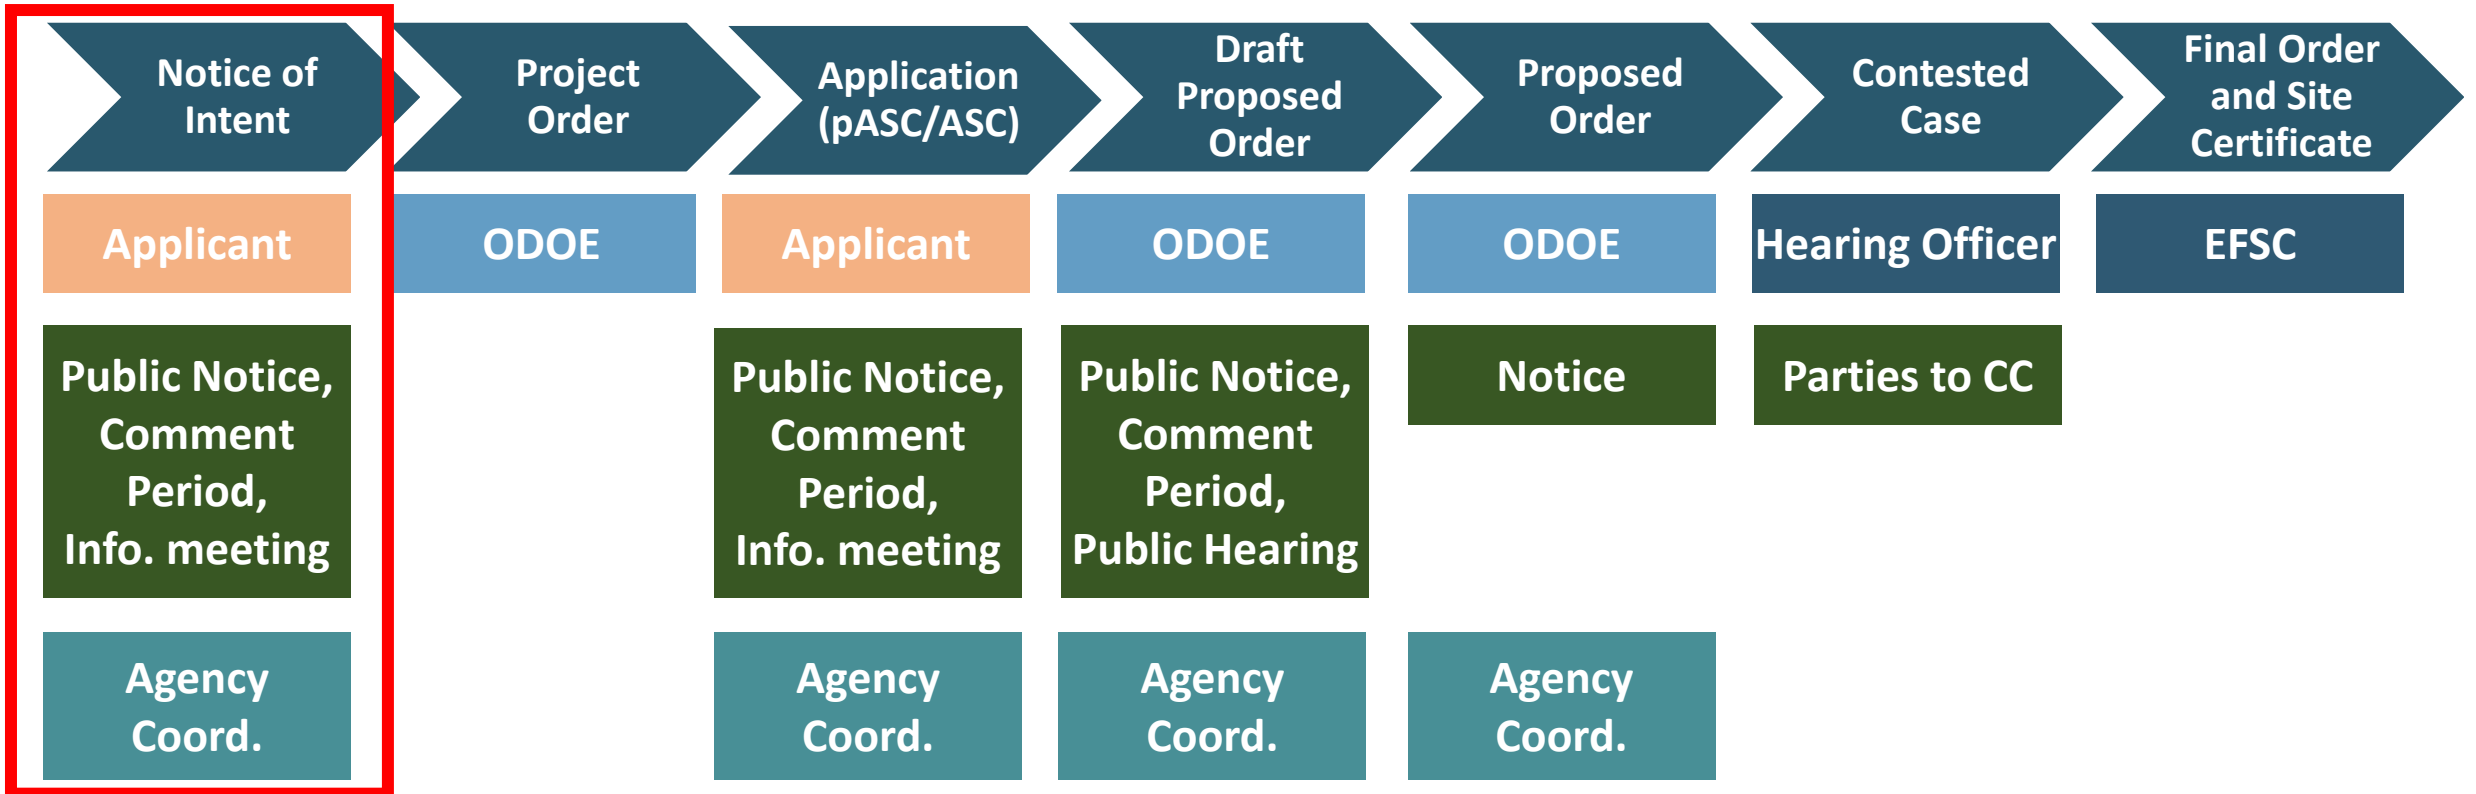 Notice of
Intent
Project
Order
Application
(pASC/ASC)
Draft
Proposed
Order
Proposed
Order
Contested
Case
Final Order
and Site
Certificate
Applicant
ODOE
Applicant
ODOE
ODOE
Hearing Officer
EFSC
Public Notice,
Comment
Period,
Info. meeting
Public Notice,
Comment
Period,
Info. meeting
Public Notice,
Comment
Period,
Public Hearing
Notice
Parties to CC
Agency
Coord.
Agency
Coord.
Agency
Coord.
Agency
Coord.